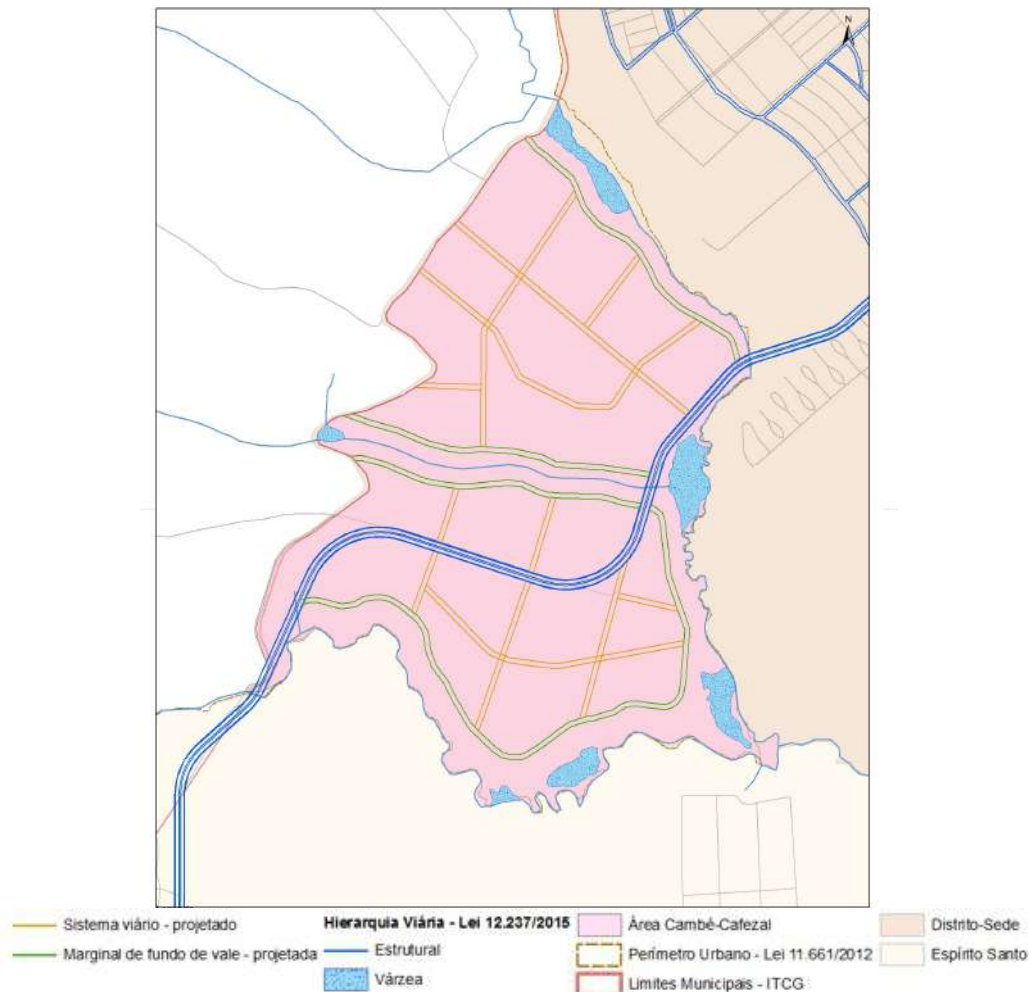 N
Sistema viário - projetado
Marginal de fundo de vale - projetada
Hierarquia Viária - Lei 12.237/2015
Estrutural
Várzea
Área Cambé-Cafezal
Perímetro Urbano - Lei 11.661/2012
Limites Municipais - ITCG
Distrito-Sede
Espírito Santo